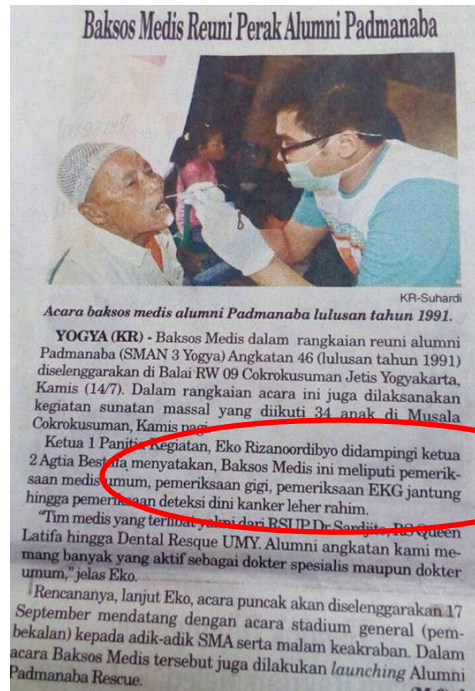 Baksos Medis Reuni Perak Alumni Padmanaba
KR-Suhardi
Acara baksos medis alumni Padmanaba lulusan tahun 1991.
YOGYA (KR) - Baksos Medis dalam rangkaian reuni alumni
Padmanaba (SMAN 3 Yogya) Angkatan 46 (lulusan tahun 1991)
diselenggarakan di Balai RW 09 Cokrokusuman Jetis Yogyakarta,
Kamis (14/7). Dalam rangkaian acara ini juga dilaksanakan
kegiatan sunatan massal yang diikuti 34 anak di Musala
Cokrokusuman, Kamis pagi.
Ketua 1 Panitia Kegiatan, Eko Rizanoordibyo didampingi ketua
2 Agtia Bestara menyatakan, Baksos Medis ini meliputi pemerik-
saan medis umum, pemeriksaan gigi, pemeriksaan EKG jantung
hingga pemeriksaan deteksi dini kanker leher rahim.
"Tim medis yang terlibat yakni dari RSUP Dr Sardjito, RS Queen
Latifa hingga Dental Resque UMY. Alumni angkatan kami me-
mang banyak yang aktif sebagai dokter spesialis maupun dokter
umum," jelas Eko.
Rencananya, lanjut Eko, acara puncak akan diselenggarakan 17
September mendatang dengan acara stadium general (pem-
bekalan) kepada adik-adik SMA serta malam keakraban. Dalam
acara Baksos Medis tersebut juga dilakukan launching Alumni
Padmanaba Rescue.